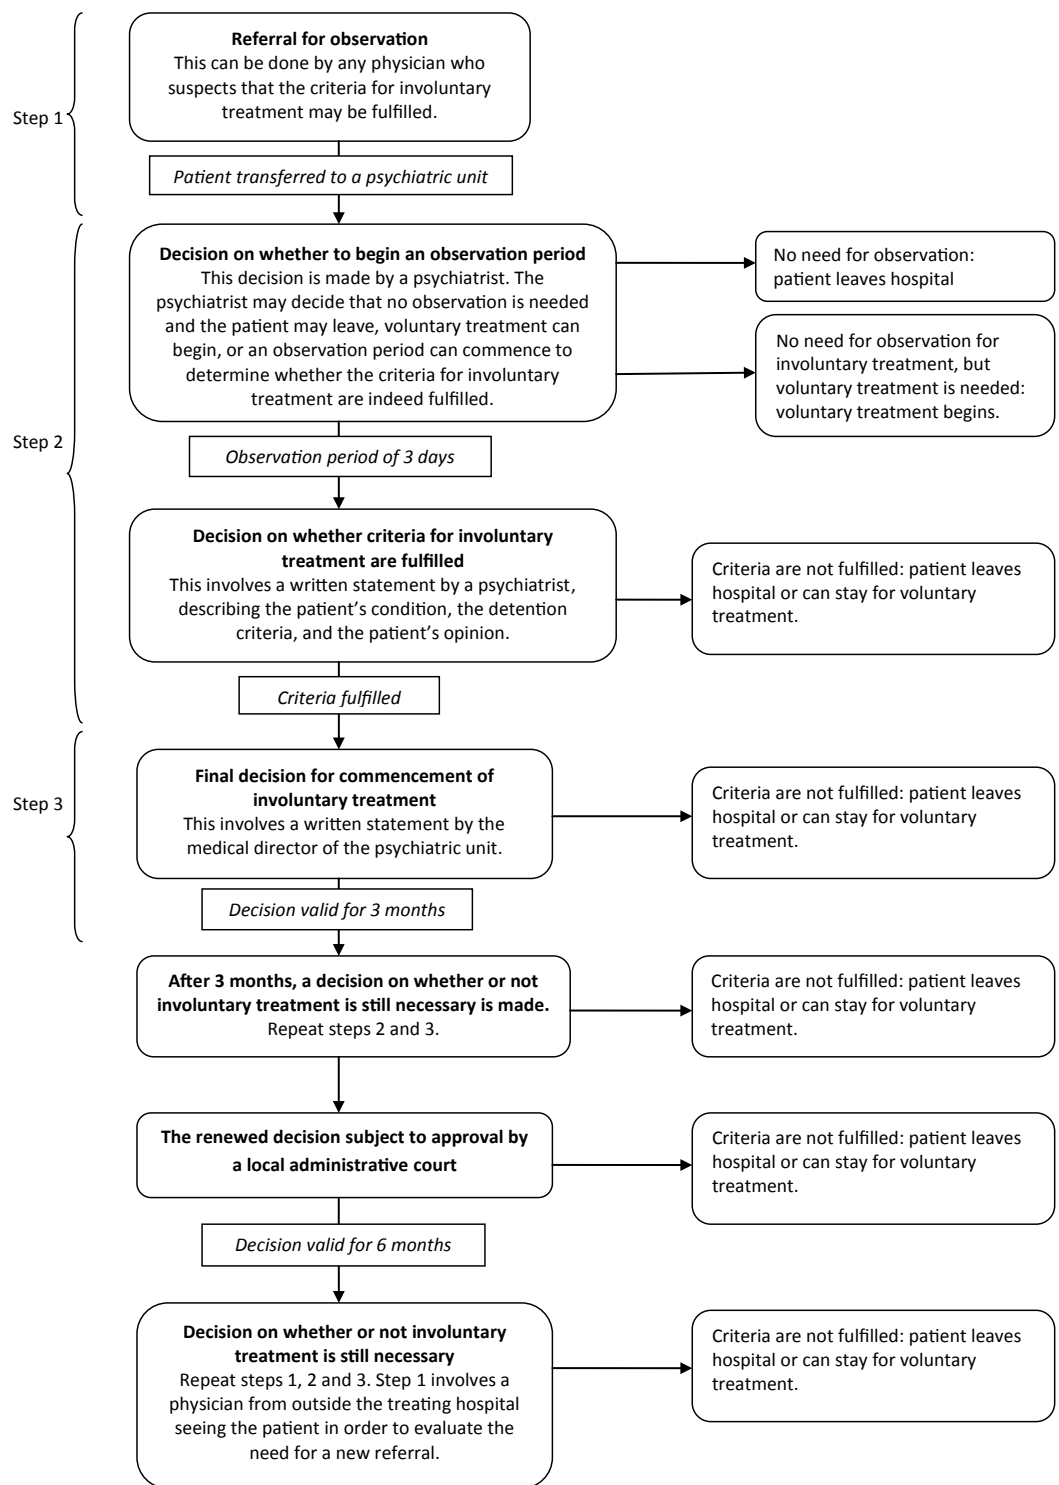 Referral for observation
This can be done by any physician who
suspects that the criteria for involuntary
treatment may be fulfilled.
Step 1
Patient transferred to a psychiatric unit
Decision on whether to begin an observation period
This decision is made by a psychiatrist. The
psychiatrist may decide that no observation is needed
and the patient may leave, voluntary treatment can
begin, or an observation period can commence to
determine whether the criteria for involuntary
treatment are indeed fulfilled.
No need for observation:
patient leaves hospital
No need for observation for
involuntary treatment, but
voluntary treatment is needed:
voluntary treatment begins.
Step 2
Observation period of 3 days
Decision on whether criteria for involuntary
treatment are fulfilled
This involves a written statement by a psychiatrist,
describing the patient’s condition, the detention
criteria, and the patient’s opinion.
Criteria are not fulfilled: patient leaves
hospital or can stay for voluntary
treatment.
Criteria fulfilled
Step 3
Final decision for commencement of
involuntary treatment
This involves a written statement by the
medical director of the psychiatric unit.
Criteria are not fulfilled: patient leaves
hospital or can stay for voluntary
treatment.
Decision valid for 3 months
After 3 months, a decision on whether or not
involuntary treatment is still necessary is made.
Repeat steps 2 and 3.
Criteria are not fulfilled: patient leaves
hospital or can stay for voluntary
treatment.
The renewed decision subject to approval by
a local administrative court
Criteria are not fulfilled: patient leaves
hospital or can stay for voluntary
treatment.
Decision valid for 6 months
Decision on whether or not involuntary
treatment is still necessary
Repeat steps 1, 2 and 3. Step 1 involves a
physician from outside the treating hospital
seeing the patient in order to evaluate the
need for a new referral.
Criteria are not fulfilled: patient leaves
hospital or can stay for voluntary
treatment.